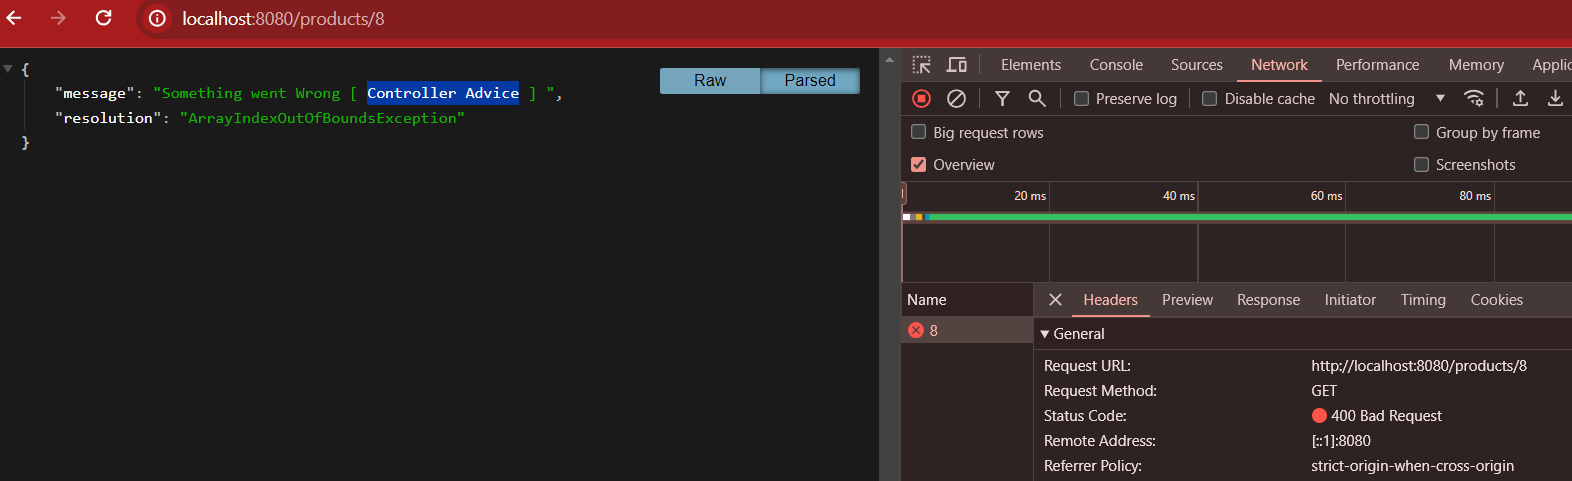 localhost:8080/products/8
{
"message": "Something went Wrong [ Controller Advice ] ",
"resolution": "ArrayIndexOutOfBoundsException"
}
Raw Parsed
Elements Console Sources Network Performance Memory Applic
Preserve log Disable cache No throttling
Big request rows Group by frame
Overview Screenshots
20 ms 40 ms 60 ms 80 ms
Name Headers Preview Response Initiator Timing Cookies
8 General
Request URL: http://localhost:8080/products/8
Request Method: GET
Status Code: 400 Bad Request
Remote Address: [::1]:8080
Referrer Policy: strict-origin-when-cross-origin